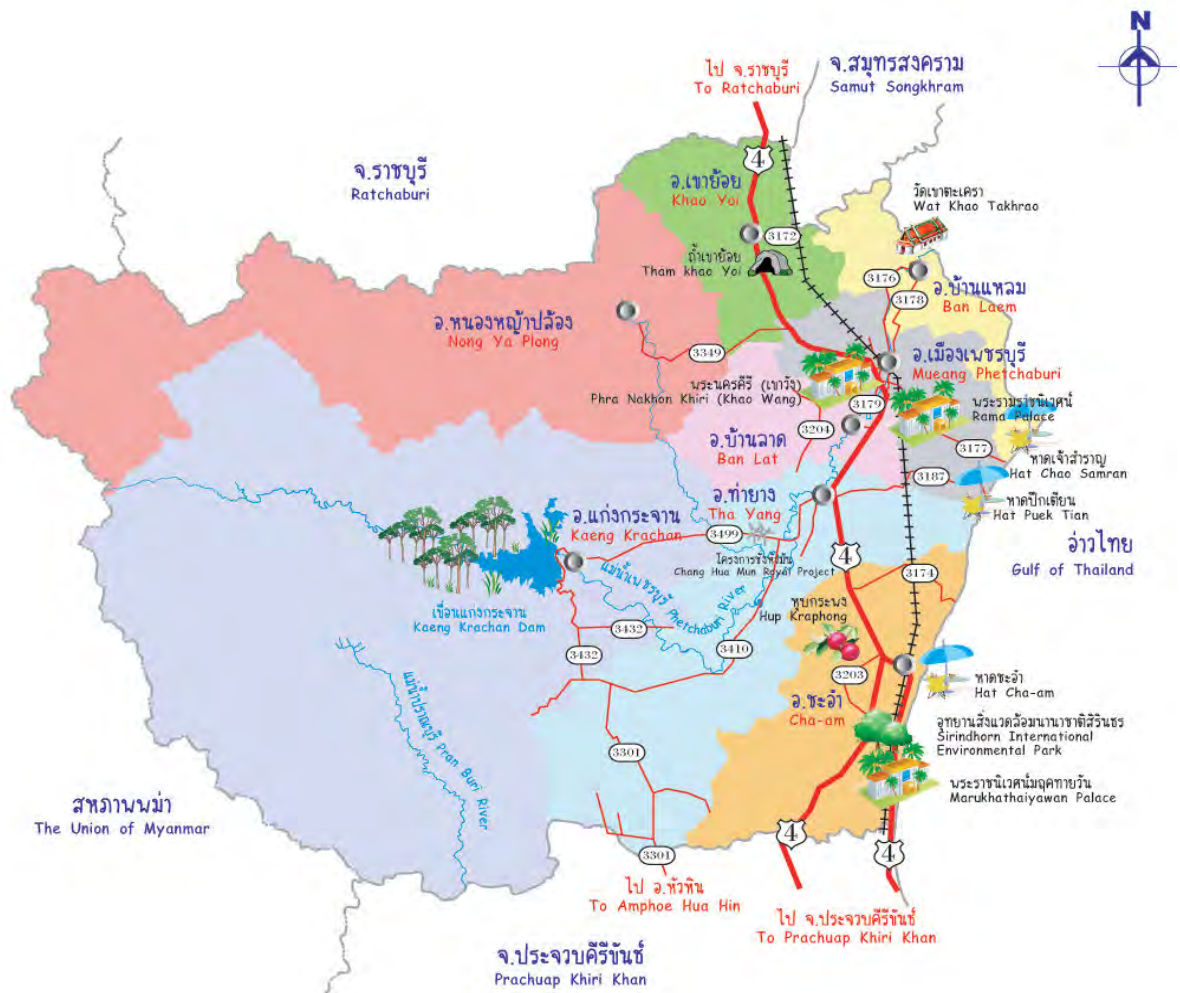 N
ไป จ.ราชบุรี
To Ratchaburi
จ.สมุทรสงคราม
Samut Songkhram
4
จ.ราชบุรี
Ratchaburi
อ.เขาย้อย
Khao Yoi
วัดเขาตะเครา
Wat Khao Takhrao
3172
ถ้ำเขาย้อย
Tham khao Yoi
3176
3178
อ.บ้านแหลม
Ban Laem
อ.หนองหญ้าปล้อง
Nong Ya Plong
3349
อ.เมืองเพชรบุรี
Mueang Phetchaburi
พระนครคีรี (เขาวัง)
Phra Nakhon Khiri (Khao Wang)
3179
พระรามราชนิเวศน์
Rama Palace
3204
อ.บ้านลาด
Ban Lat
3177
หาดเจ้าสำราญ
Hat Chao Samran
3187
อ.ท่ายาง
Tha Yang
หาดปึกเตียน
Hat Puek Tian
อ.แก่งกระจาน
Kaeng Krachan
3499
4
อ่าวไทย
Gulf of Thailand
โครงการชั่งหัวมัน
Chang Hua Mun Royal Project
3174
แม่น้ำเพชรบุรี Phetchaburi River
หุบกระพง
Hup Kraphong
เขื่อนแก่งกระจาน
Kaeng Krachan Dam
3432
3432
3410
3203
หาดชะอำ
Hat Cha-am
อ.ชะอำ
Cha-am
อุทยานสิ่งแวดล้อมนานาชาติสิรินธร
Sirindhorn International
Environmental Park
แม่น้ำปราณบุรี Pran Buri River
3301
พระราชนิเวศน์มฤคทายวัน
Marukhathaiyawan Palace
สหภาพพม่า
The Union of Myanmar
4
4
3301
ไป อ.หัวหิน
To Amphoe Hua Hin
ไป จ.ประจวบคีรีขันธ์
To Prachuap Khiri Khan
จ.ประจวบคีรีขันธ์
Prachuap Khiri Khan